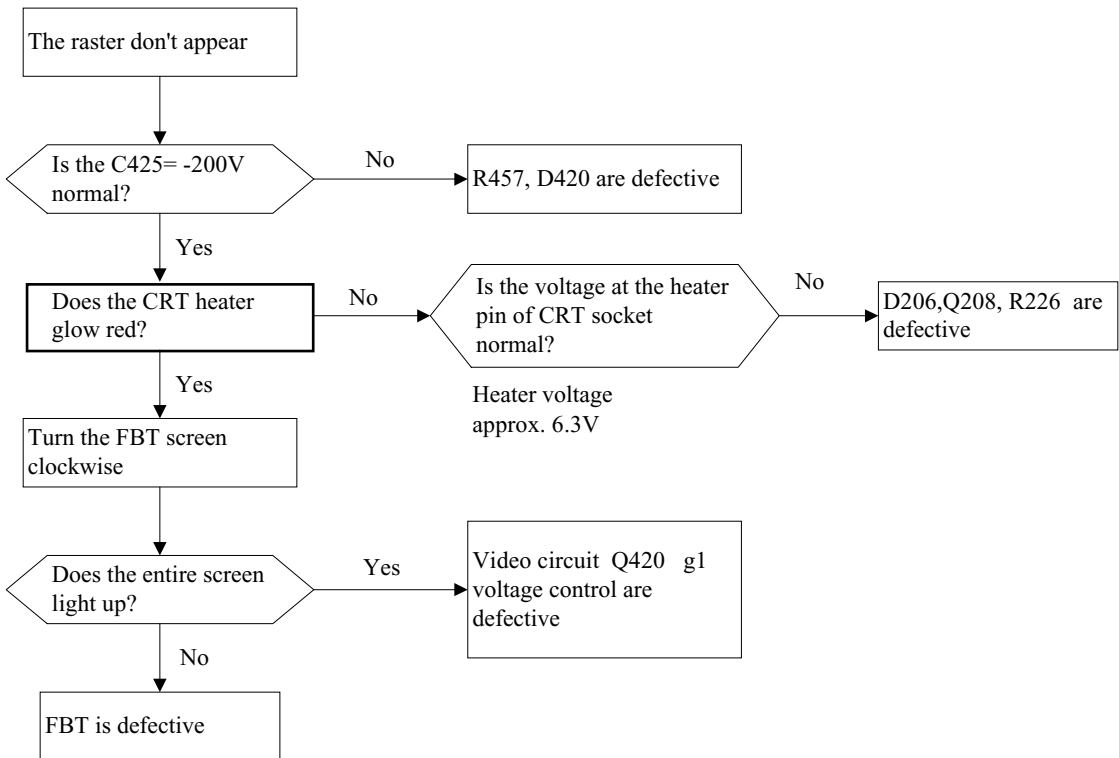 The raster don't appear
Is the C425= -200V
normal?
No
R457, D420 are defective
Yes
Does the CRT heater
glow red?
No
Is the voltage at the heater
pin of CRT socket
normal?
No
D206,Q208, R226 are
defective
Heater voltage
approx. 6.3V
Yes
Turn the FBT screen
clockwise
Does the entire screen
light up?
Yes
Video circuit Q420 g1
voltage control are
defective
No
FBT is defective